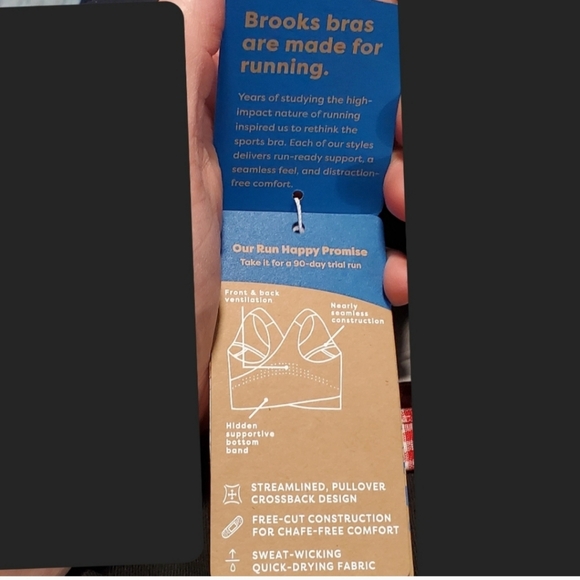 Brooks bras
are made for
running.
Years of studying the high-
impact nature of running
inspired us to rethink the
sports bra. Each of our styles
delivers run-ready support, a
seamless feel, and distraction-
free comfort.
Our Run Happy Promise
Take it for a 90-day trial run
Front & back
ventilation
Nearly
seamless
construction
Hidden
supportive
bottom
band
STREAMLINED, PULLOVER
CROSSBACK DESIGN
FREE-CUT CONSTRUCTION
FOR CHAFE-FREE COMFORT
SWEAT-WICKING
QUICK-DRYING FABRIC